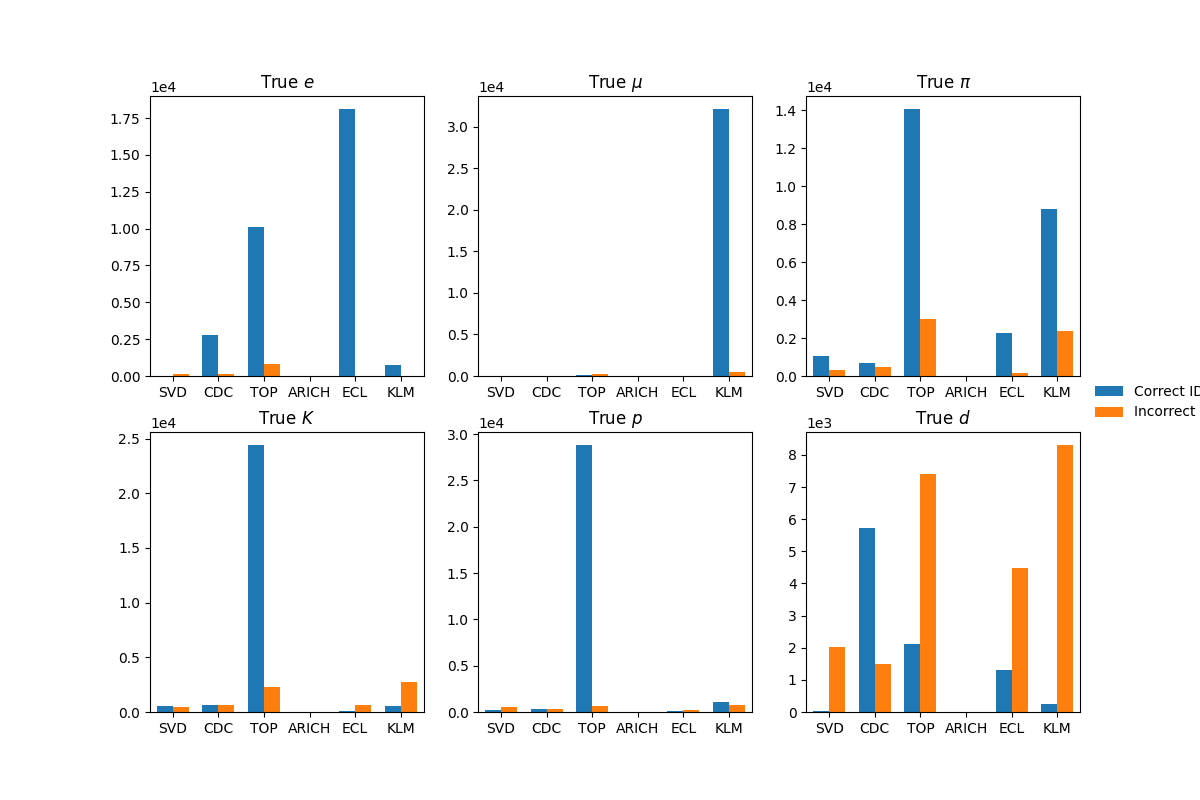 True e
1e4
1.75
1.50
1.25
1.00
0.75
0.50
0.25
0.00
SVD CDC TOP ARICH ECL KLM
True μ
1e4
3.0
2.5
2.0
1.5
1.0
0.5
0.0
SVD CDC TOP ARICH ECL KLM
True π
1e4
1.4
1.2
1.0
0.8
0.6
0.4
0.2
0.0
SVD CDC TOP ARICH ECL KLM
Correct ID
Incorrect
True K
1e4
2.5
2.0
1.5
1.0
0.5
0.0
SVD CDC TOP ARICH ECL KLM
True p
1e4
3.0
2.5
2.0
1.5
1.0
0.5
0.0
SVD CDC TOP ARICH ECL KLM
True d
1e3
8
7
6
5
4
3
2
1
0
SVD CDC TOP ARICH ECL KLM